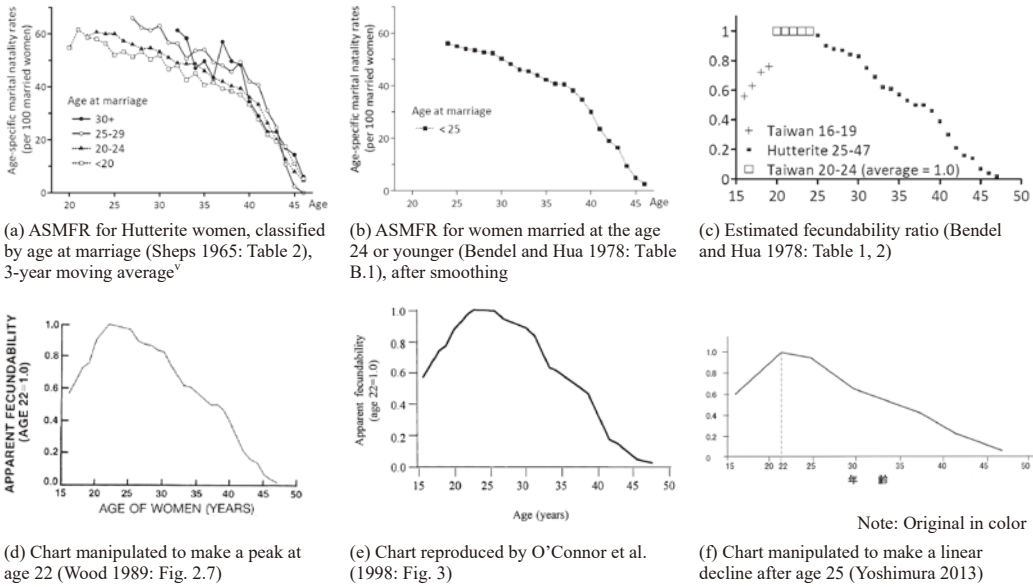 Age-specific marital natality rates
(per 100 married women)
60
40
20
0
Age at marriage
30+
25-29
20-24
<20
20
25
30
35
40
45
Age
(a) ASMFR for Hutterite women, classified
by age at marriage (Sheps 1965: Table 2),
3-year moving average^v
Age-specific marital natality rates
(per 100 married women)
60
40
20
0
Age at marriage
<25
20
25
30
35
40
45
Age
(b) ASMFR for women married at the age
24 or younger (Bendel and Hua 1978: Table
B.1), after smoothing
1
0.8
0.6
0.4
0.2
0
Taiwan 16-19
Hutterite 25-47
Taiwan 20-24 (average = 1.0)
15
20
25
30
35
40
45
50
(c) Estimated fecundability ratio (Bendel
and Hua 1978: Table 1, 2)
APPARENT FECUNDABILITY
(AGE 22=1.0)
1.0
0.8
0.6
0.4
0.2
0.0
15
20
25
30
35
40
45
50
AGE OF WOMEN (YEARS)
(d) Chart manipulated to make a peak at
age 22 (Wood 1989: Fig. 2.7)
Apparent fecundability
(age 22=1.0)
1.0
0.8
0.6
0.4
0.2
0.0
15
20
25
30
35
40
45
50
Age (years)
(e) Chart reproduced by O'Connor et al.
(1998: Fig. 3)
1.0
0.8
0.6
0.4
0.2
0
15
20
22
25
30
35
40
45
50
年 齢
Note: Original in color
(f) Chart manipulated to make a linear
decline after age 25 (Yoshimura 2013)